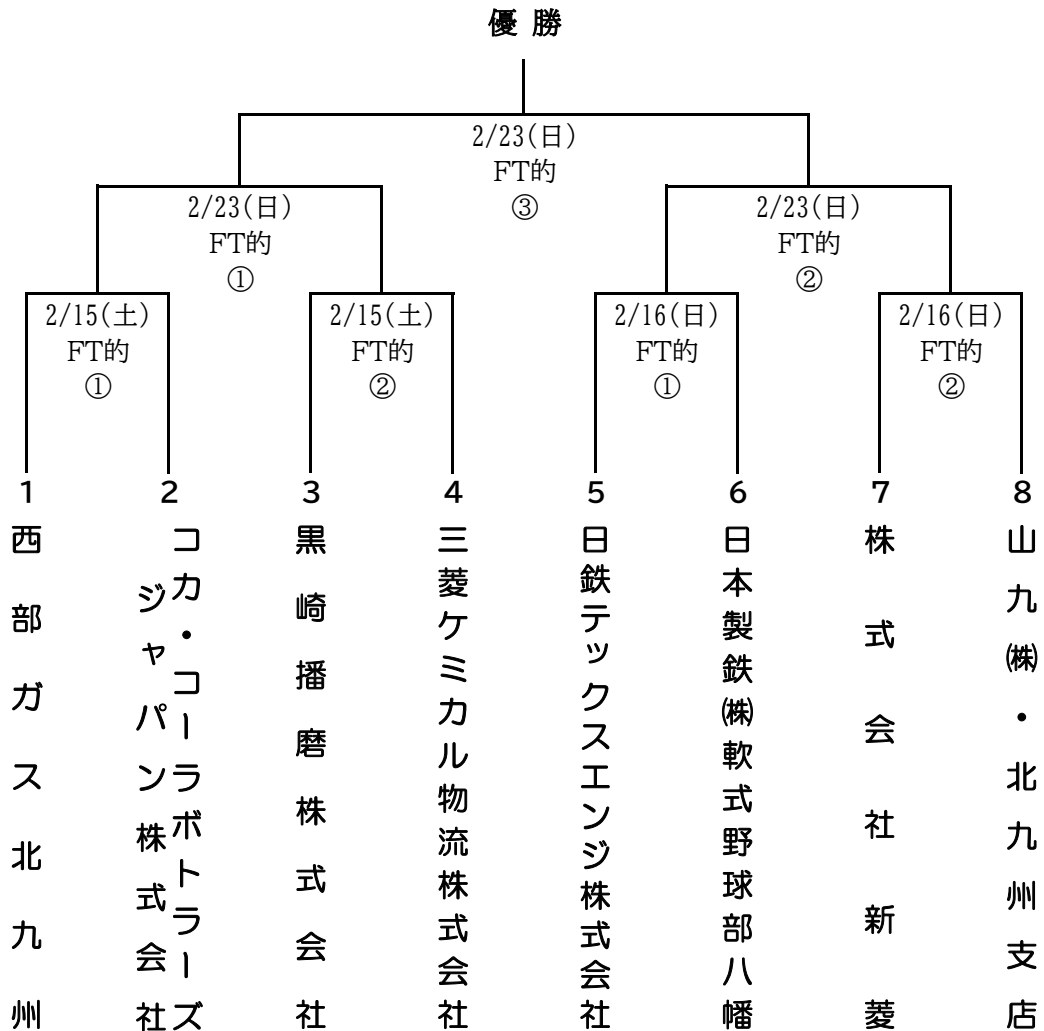 優 勝
2/23(日)
FT的
③
2/23(日)
FT的
①
2/23(日)
FT的
②
2/15(土)
FT的
①
2/15(土)
FT的
②
2/16(日)
FT的
①
2/16(日)
FT的
②
1
2
3
4
5
6
7
8
西部ガス北九州
コカ・コーラボトラーズ
ジャパン株式会社
黒崎播磨株式会社
三菱ケミカル物流株式会社
日鉄テックスエンジ株式会社
日本製鉄㈱軟式野球部八幡
株式会社新菱
山九㈱・北九州支店